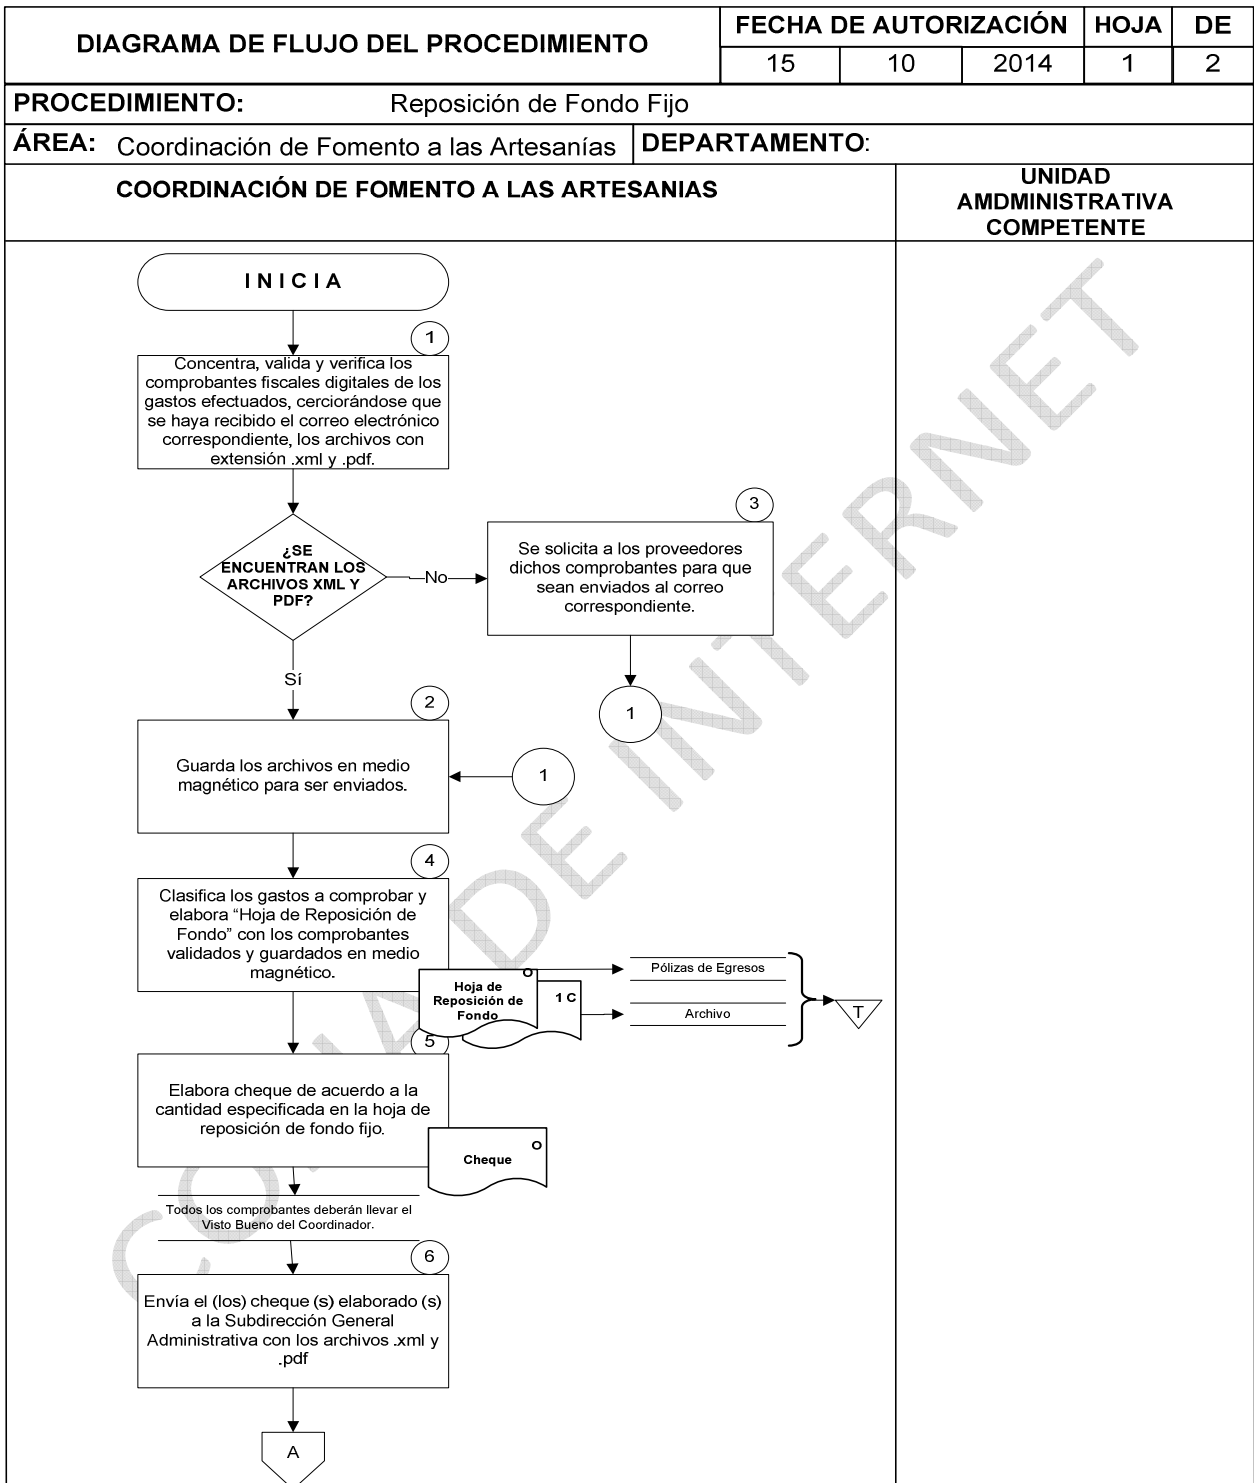 DIAGRAMA DE FLUJO DEL PROCEDIMIENTO
FECHA DE AUTORIZACIÓN
HOJA
DE
15
10
2014
1
2
PROCEDIMIENTO:
Reposición de Fondo Fijo
ÁREA:
Coordinación de Fomento a las Artesanías
DEPARTAMENTO:
COORDINACIÓN DE FOMENTO A LAS ARTESANIAS
UNIDAD
AMDMINISTRATIVA
COMPETENTE
INICIA
1
Concentra, valida y verifica los
comprobantes fiscales digitales de los
gastos efectuados, cerciorándose que
se haya recibido el correo electrónico
correspondiente, los archivos con
extensión .xml y .pdf.
¿SE
ENCUENTRAN LOS
ARCHIVOS XML Y
PDF?
No
3
Se solicita a los proveedores
dichos comprobantes para que
sean enviados al correo
correspondiente.
1
Sí
2
Guarda los archivos en medio
magnético para ser enviados.
1
4
Clasifica los gastos a comprobar y
elabora “Hoja de Reposición de
Fondo” con los comprobantes
validados y guardados en medio
magnético.
O
Hoja de
Reposición de
Fondo
1 C
Pólizas de Egresos
Archivo
T
5
Elabora cheque de acuerdo a la
cantidad especificada en la hoja de
reposición de fondo fijo.
O
Cheque
Todos los comprobantes deberán llevar el
Visto Bueno del Coordinador.
6
Envía el (los) cheque (s) elaborado (s)
a la Subdirección General
Administrativa con los archivos .xml y
.pdf
A
COPIA DE INTERNET